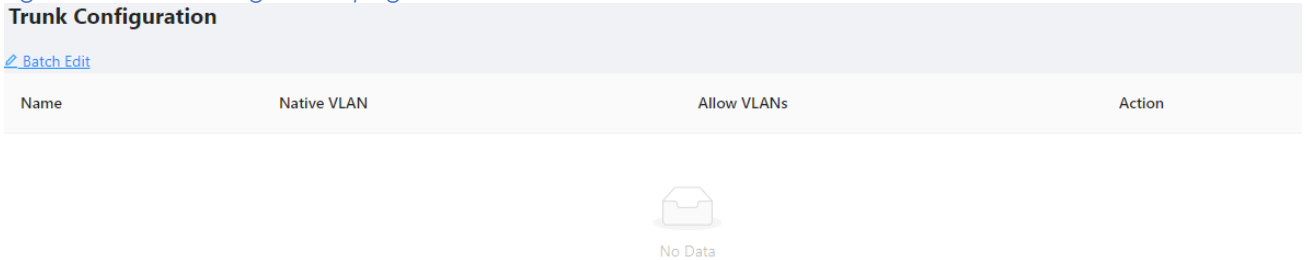 Trunk Configuration
Batch Edit
Name Native VLAN Allow VLANs Action
No Data